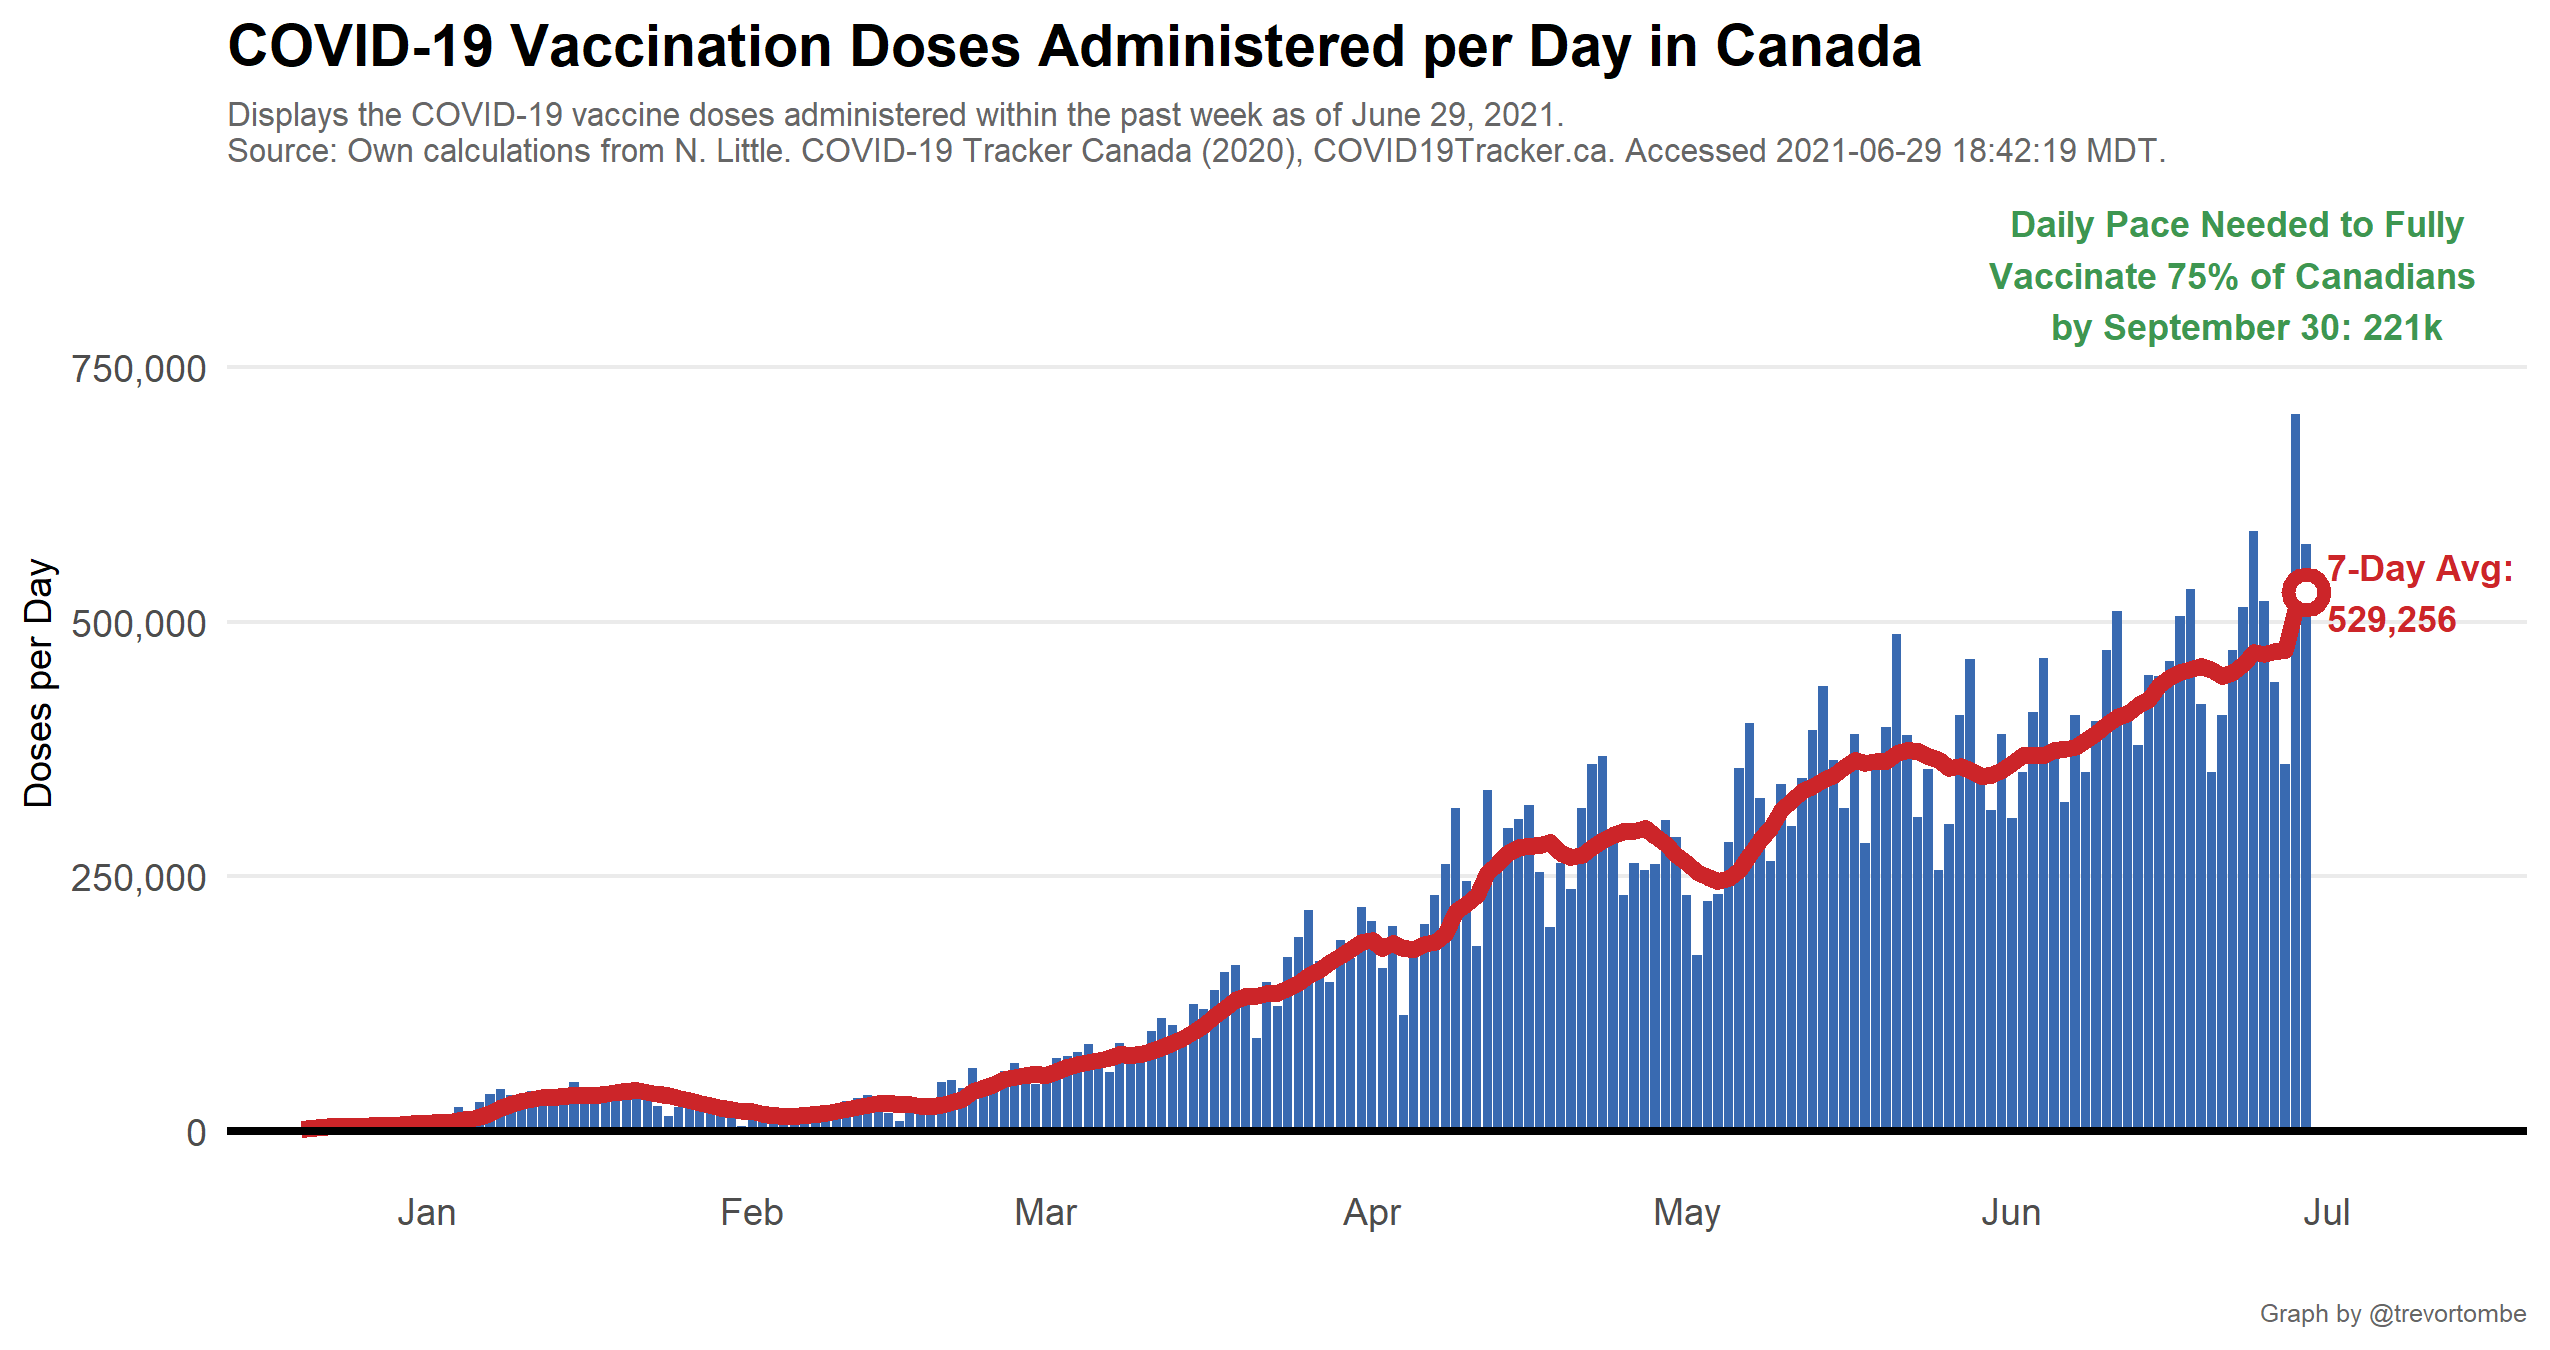 COVID-19 Vaccination Doses Administered per Day in Canada
Displays the COVID-19 vaccine doses administered within the past week as of June 29, 2021.
Source: Own calculations from N. Little. COVID-19 Tracker Canada (2020), COVID19Tracker.ca. Accessed 2021-06-29 18:42:19 MDT.
Daily Pace Needed to Fully
Vaccinate 75% of Canadians
by September 30: 221k
750,000
500,000
250,000
0
Doses per Day
7-Day Avg:
529,256
Jan
Feb
Mar
Apr
May
Jun
Jul
Graph by @trevortombe